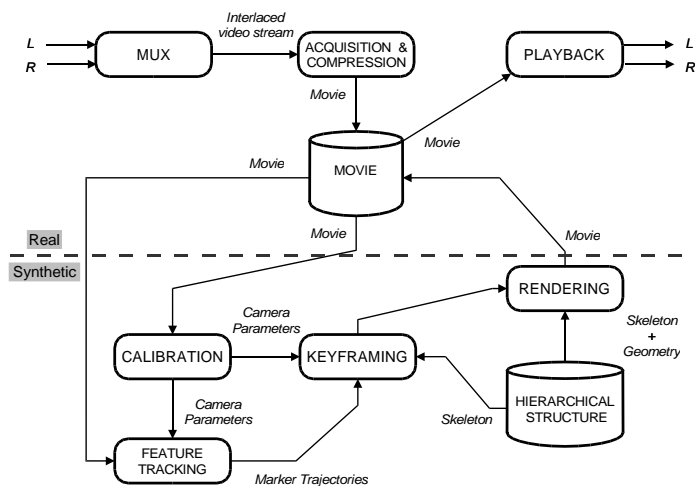 Interlaced
video stream
L
R
MUX
ACQUISITION &
COMPRESSION
PLAYBACK
L
R
Movie
Movie
Movie
MOVIE
Movie
Movie
Real
Synthetic
RENDERING
Camera
Parameters
Skeleton
+
Geometry
CALIBRATION
KEYFRAMING
HIERARCHICAL
STRUCTURE
Camera
Parameters
Skeleton
FEATURE
TRACKING
Marker Trajectories